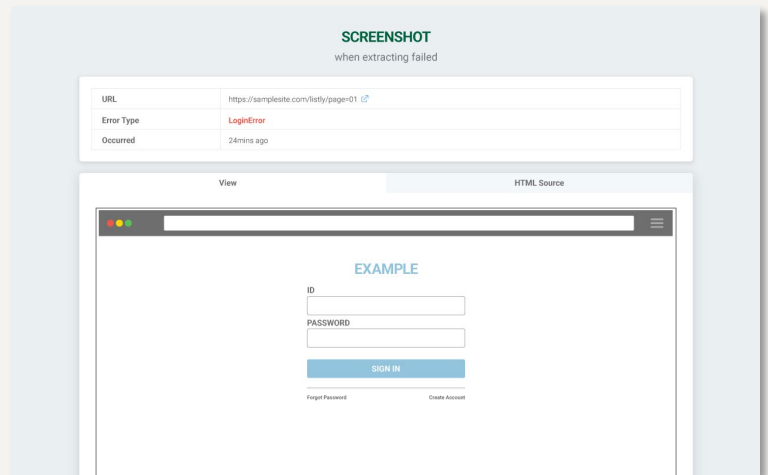 SCREENSHOT
when extracting failed
URL https://samplesite.com/listly/page=01
Error Type LoginError
Occurred 24mins ago
View HTML Source
EXAMPLE
ID
PASSWORD
SIGN IN
Forgot Password Create Account